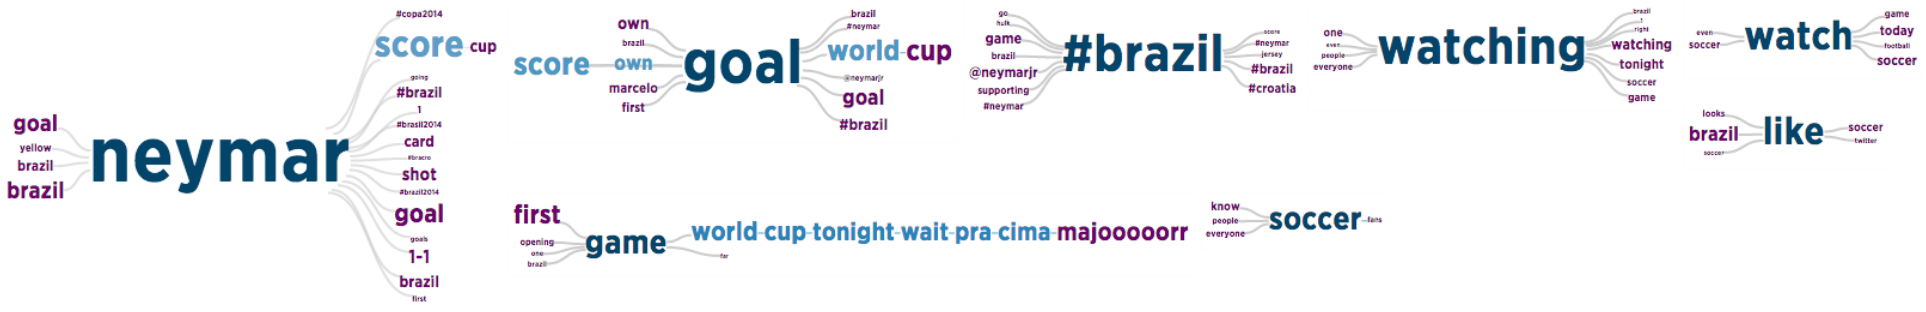 goal
yellow
brazil
brazil
neymar
#copa2014
score cup
going
#brazil
1
#brasil2014
card
#bracro
shot
#brazil2014
goal
goals
1-1
brazil
first
score
own
brazil
own
marcelo
first
goal
brazil
#neymar
world cup
@neymarjr
goal
#brazil
go
hulk
game
brazil
@neymarjr
supporting
#neymar
#brazil
score
#neymar
jersey
#brazil
#croatia
one
even
people
everyone
watching
brazil
!
right
watching
tonight
soccer
game
even
soccer
watch
game
today
football
soccer
looks
brazil
soccer
like
soccer
twitter
first
opening
one
brazil
game
world cup tonight wait pra cima majooooorr
far
know
people
everyone
soccer
fans